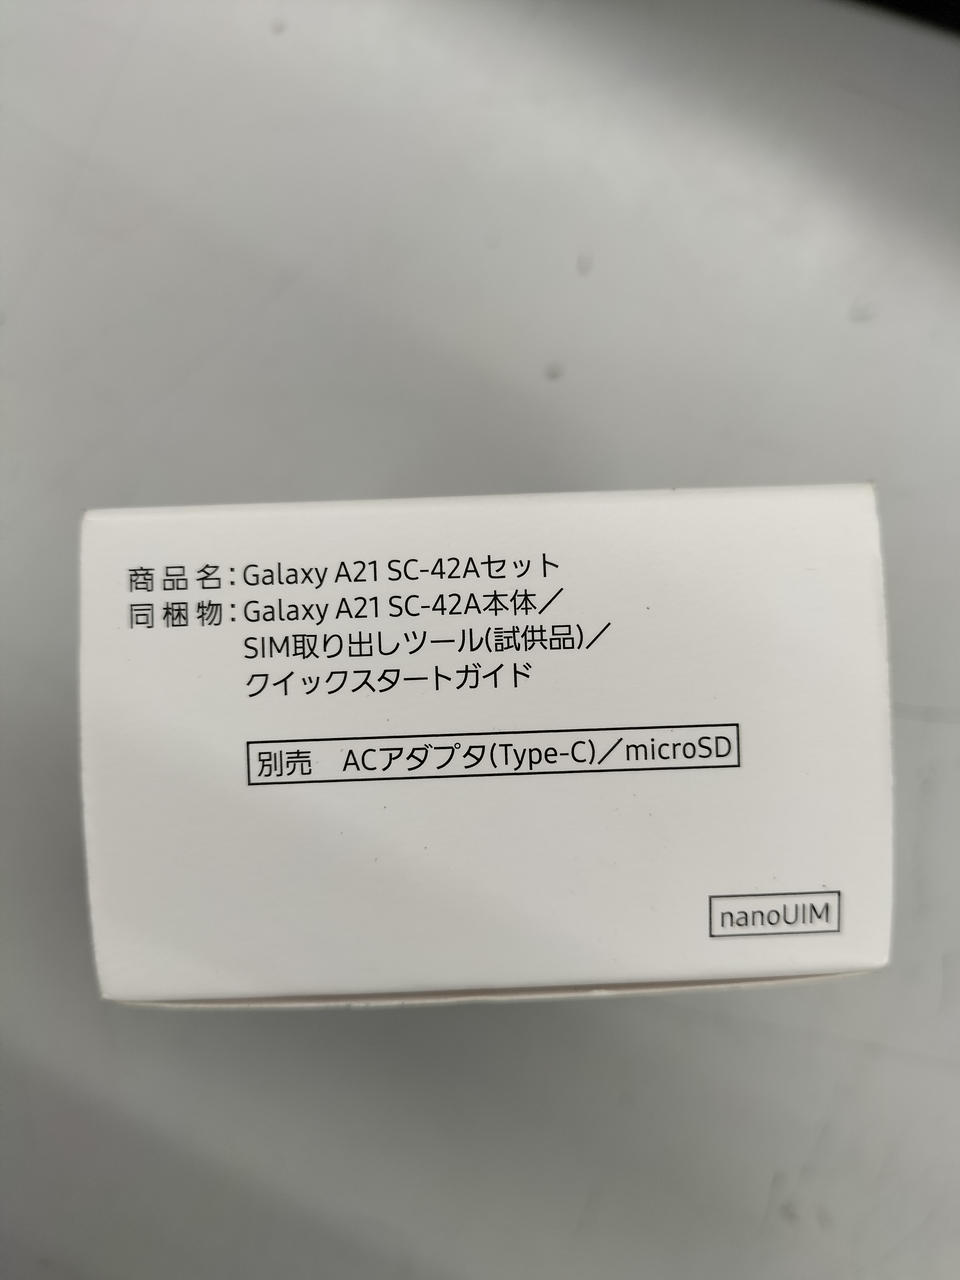 商品名：Galaxy A21 SC-42Aセット
同梱物：Galaxy A21 SC-42A本体／
SIM取り出しツール(試供品)／
クイックスタートガイド
別売　ACアダプタ(Type-C)／microSD
nanoUIM